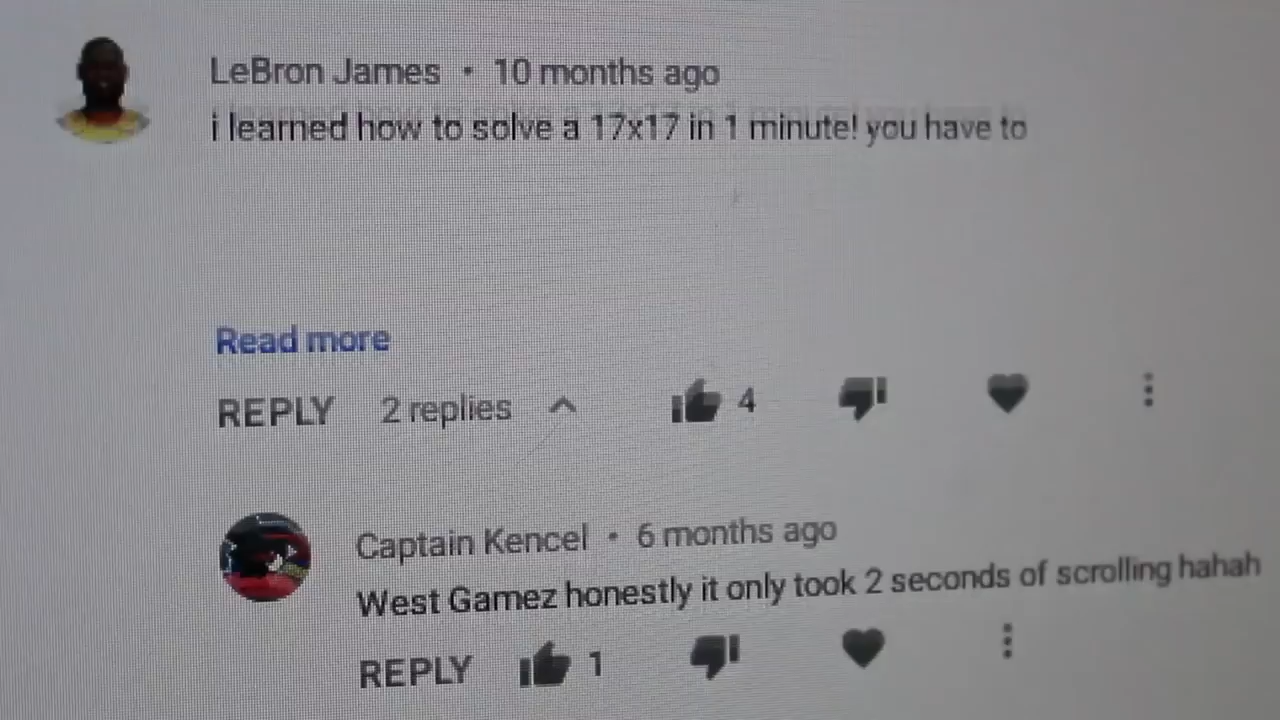 LeBron James • 10 months ago
i learned how to solve a 17x17 in 1 minute! you have to
Read more
REPLY 2 replies 4
Captain Kencel • 6 months ago
West Gamez honestly it only took 2 seconds of scrolling hahah
REPLY 1